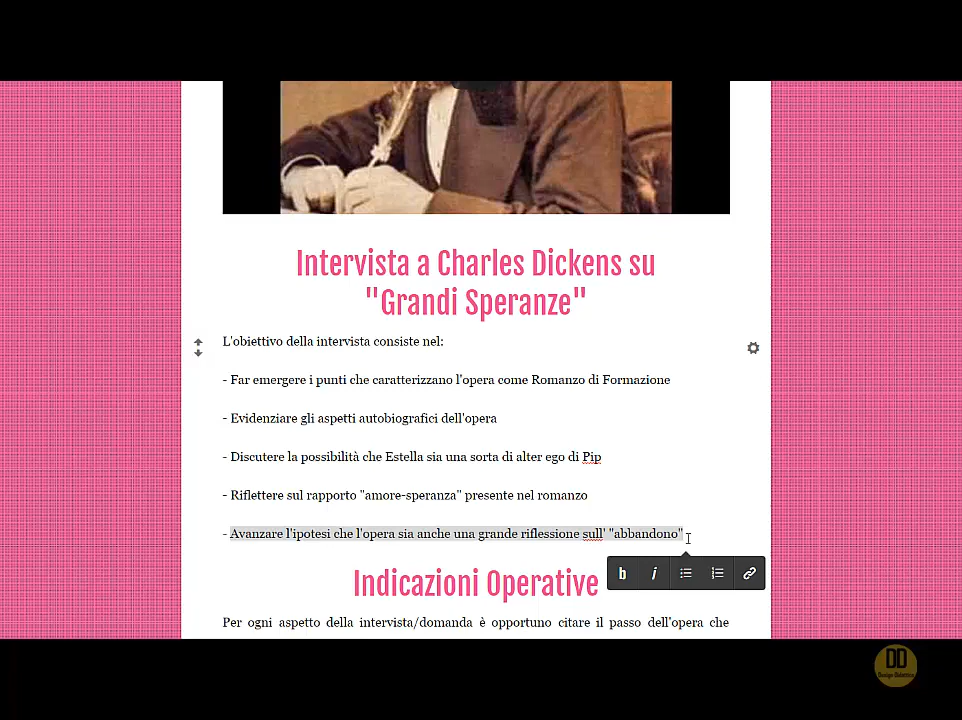 Intervista a Charles Dickens su
"Grandi Speranze"
L'obiettivo della intervista consiste nel:
- Far emergere i punti che caratterizzano l'opera come Romanzo di Formazione
- Evidenziare gli aspetti autobiografici dell'opera
- Discutere la possibilità che Estella sia una sorta di alter ego di Pip
- Riflettere sul rapporto "amore-speranza" presente nel romanzo
- Avanzare l'ipotesi che l'opera sia anche una grande riflessione sull' "abbandono"
b i
Indicazioni Operative
Per ogni aspetto della intervista/domanda è opportuno citare il passo dell'opera che
DD